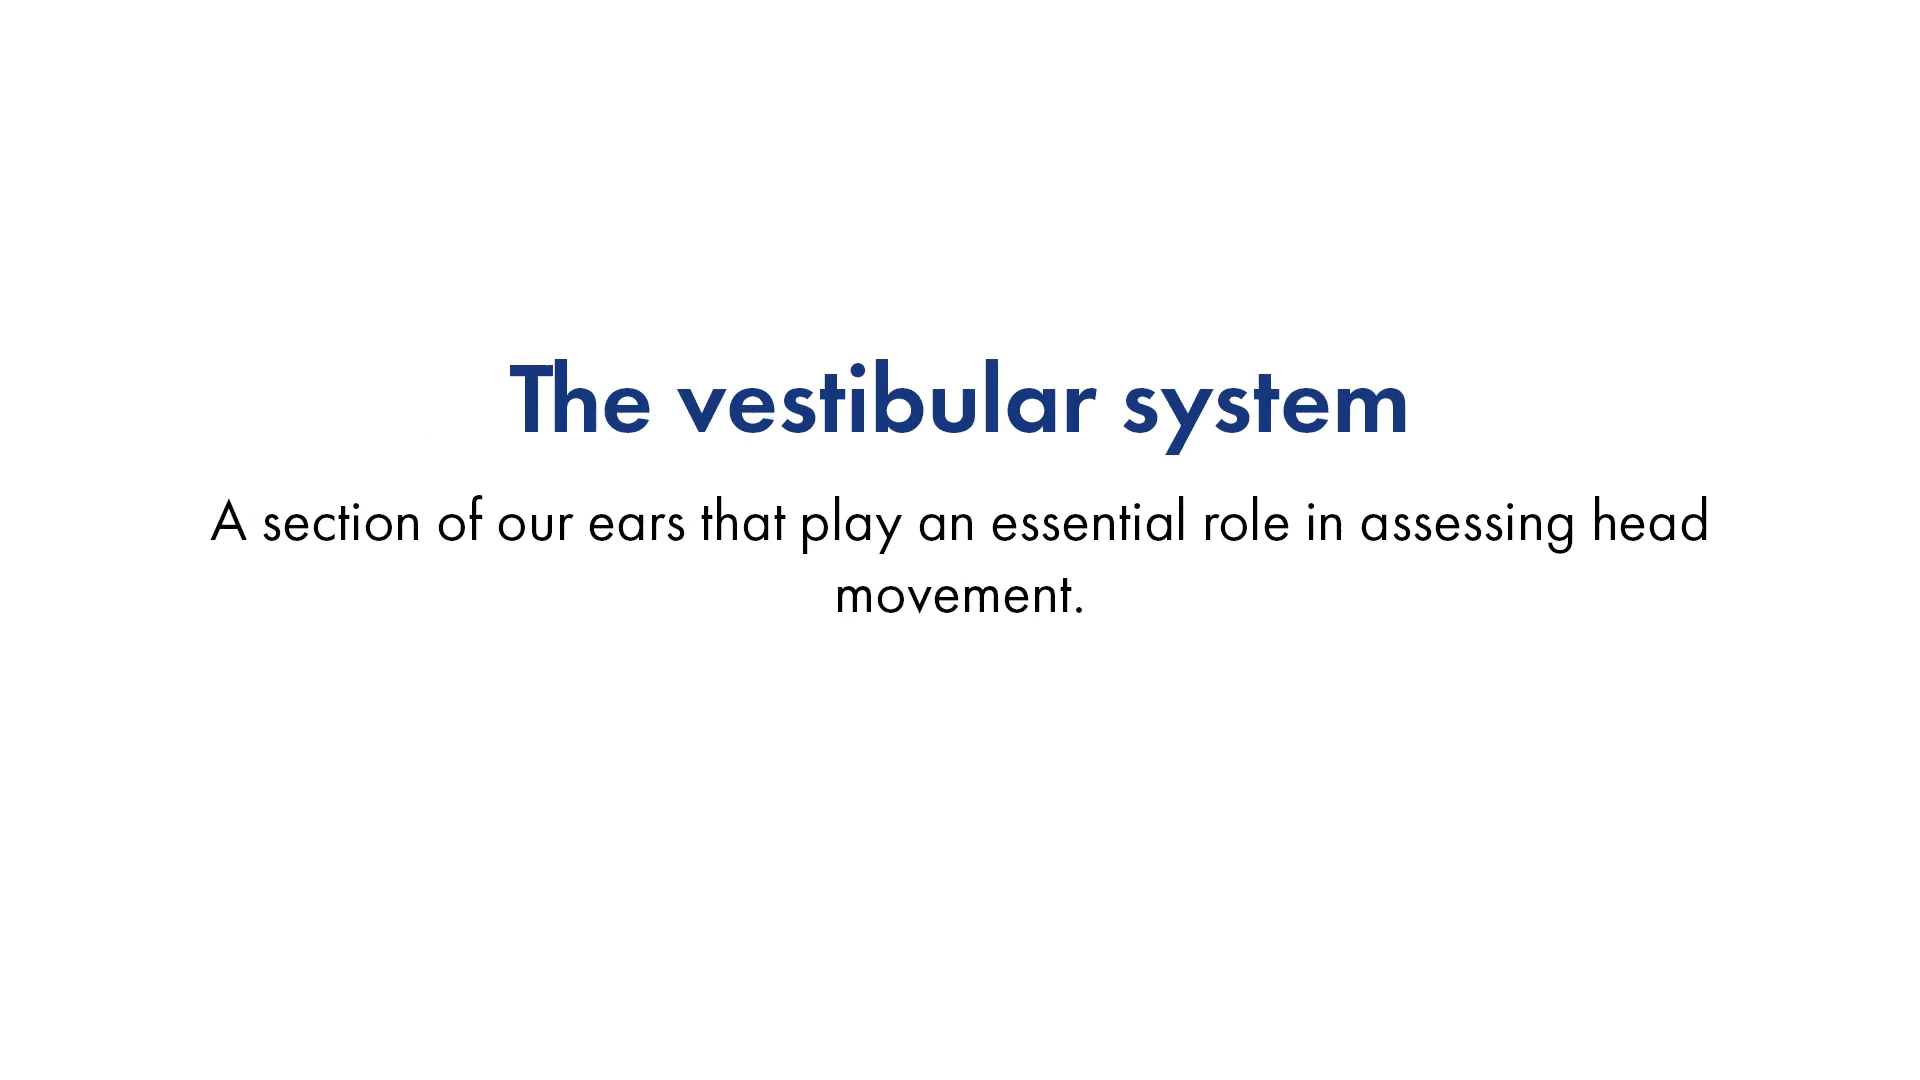 The vestibular system
A section of our ears that play an essential role in assessing head
movement.